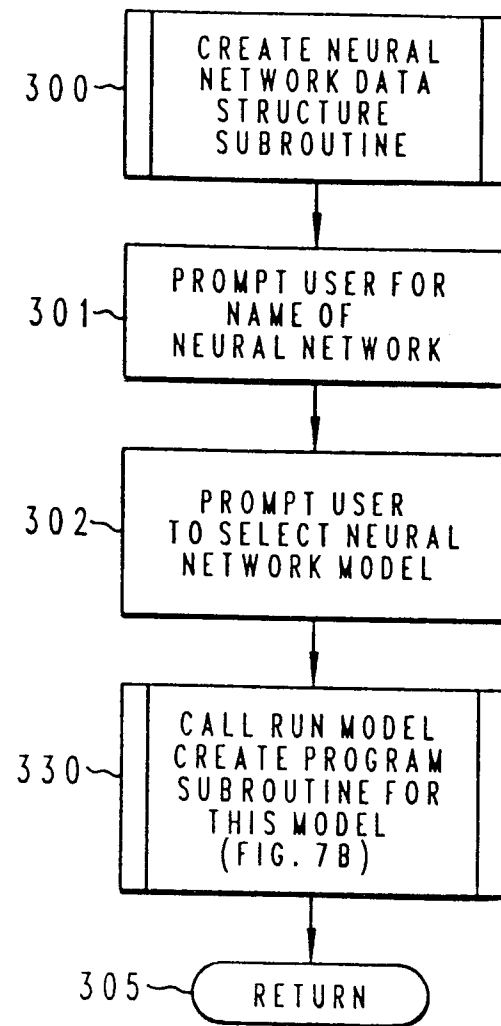 CREATE NEURAL
NETWORK DATA
STRUCTURE
SUBROUTINE
300
PROMPT USER FOR
NAME OF
NEURAL NETWORK
301
PROMPT USER
TO SELECT NEURAL
NETWORK MODEL
302
CALL RUN MODEL
CREATE PROGRAM
SUBROUTINE FOR
THIS MODEL
(FIG. 7B)
330
RETURN
305